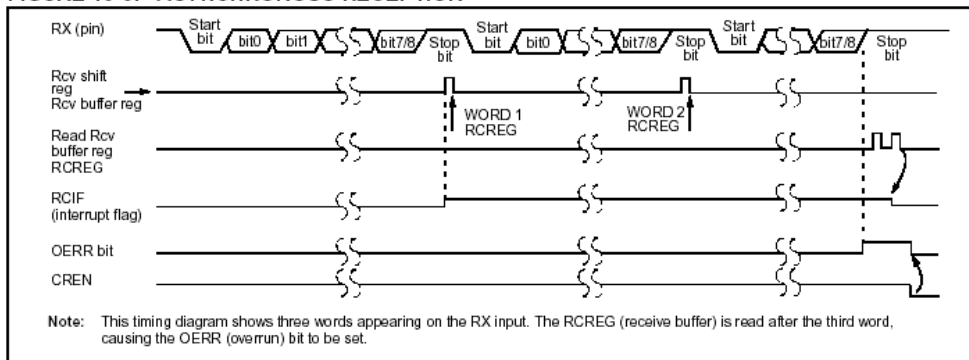 RX (pin)
Start bit
bit0
bit1
bit7/8
Stop bit
Start bit
bit0
bit7/8
Stop bit
Start bit
bit7/8
Stop bit
Rcv shift
reg
Rcv buffer reg
WORD 1
RCREG
WORD 2
RCREG
Read Rcv
buffer reg
RCREG
RCIF
(interrupt flag)
OERR bit
CREN
Note: This timing diagram shows three words appearing on the RX input. The RCREG (receive buffer) is read after the third word,
causing the OERR (overrun) bit to be set.